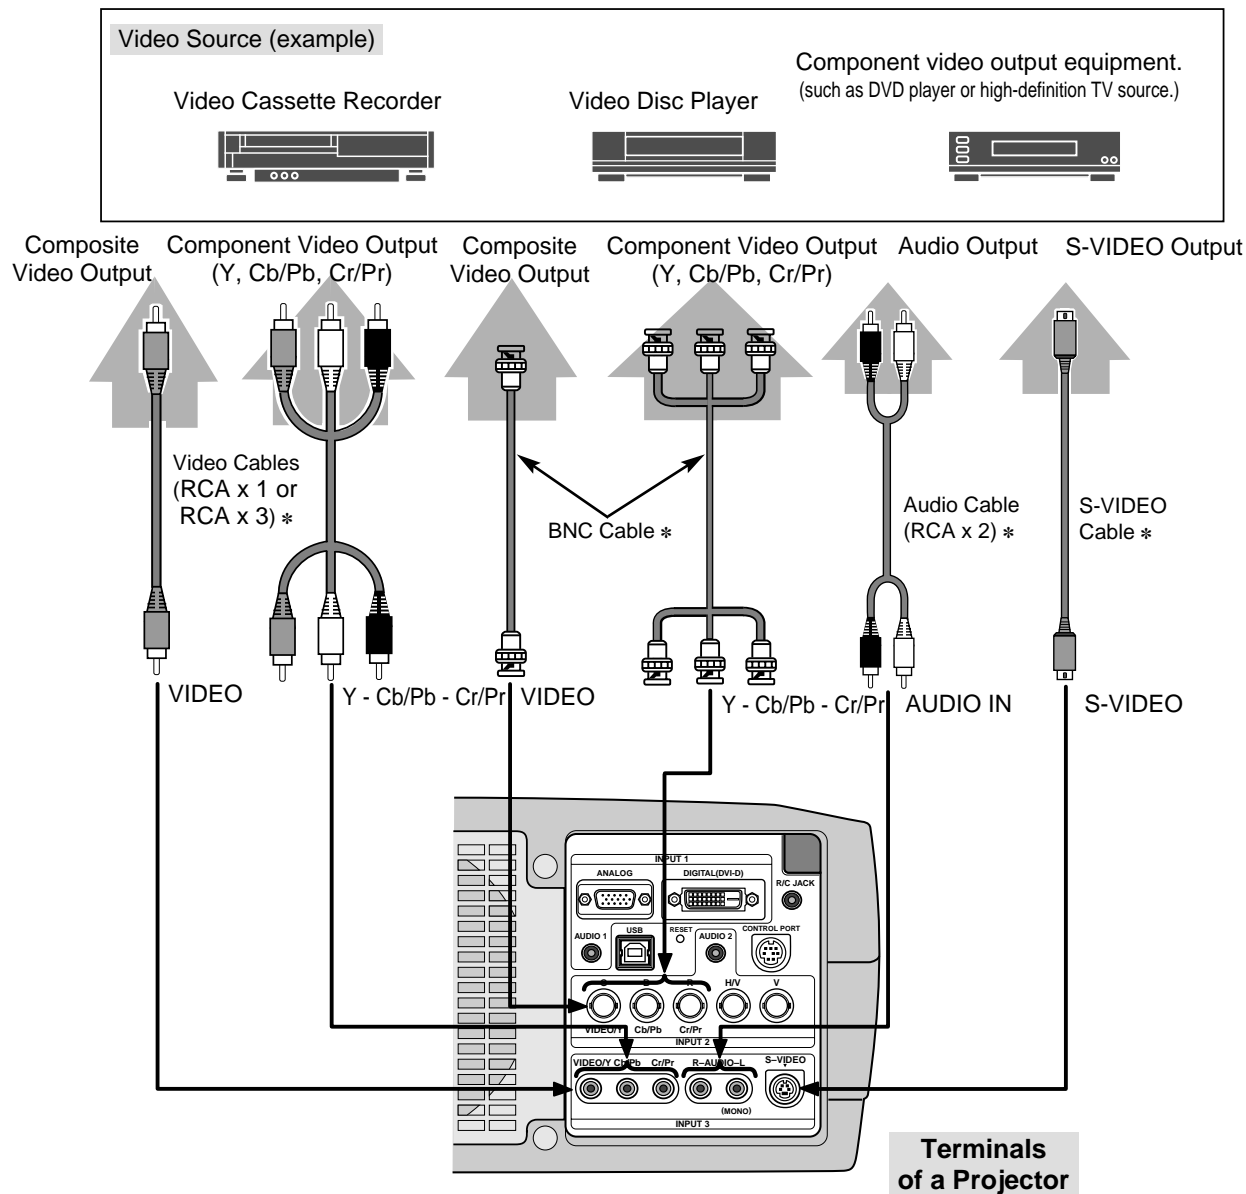 Video Source (example)
Component video output equipment.
(such as DVD player or high-definition TV source.)
Video Cassette Recorder
Video Disc Player
Composite
Video Output
Component Video Output
(Y, Cb/Pb, Cr/Pr)
Composite
Video Output
Component Video Output
(Y, Cb/Pb, Cr/Pr)
Audio Output
S-VIDEO Output
Video Cables
(RCA x 1 or
RCA x 3) *
BNC Cable *
Audio Cable
(RCA x 2) *
S-VIDEO
Cable *
VIDEO
Y - Cb/Pb - Cr/Pr
VIDEO
Y - Cb/Pb - Cr/Pr
AUDIO IN
S-VIDEO
INPUT 1
ANALOG
DIGITAL(DVI-D)
R/C JACK
AUDIO 1
USB
RESET
AUDIO 2
CONTROL PORT
R
H/V
V
VIDEO/Y
Cb/Pb
Cr/Pr
INPUT 2
VIDEO/Y
Cb/Pb
Cr/Pr
R–AUDIO–L
S–VIDEO
(MONO)
INPUT 3
Terminals
of a Projector